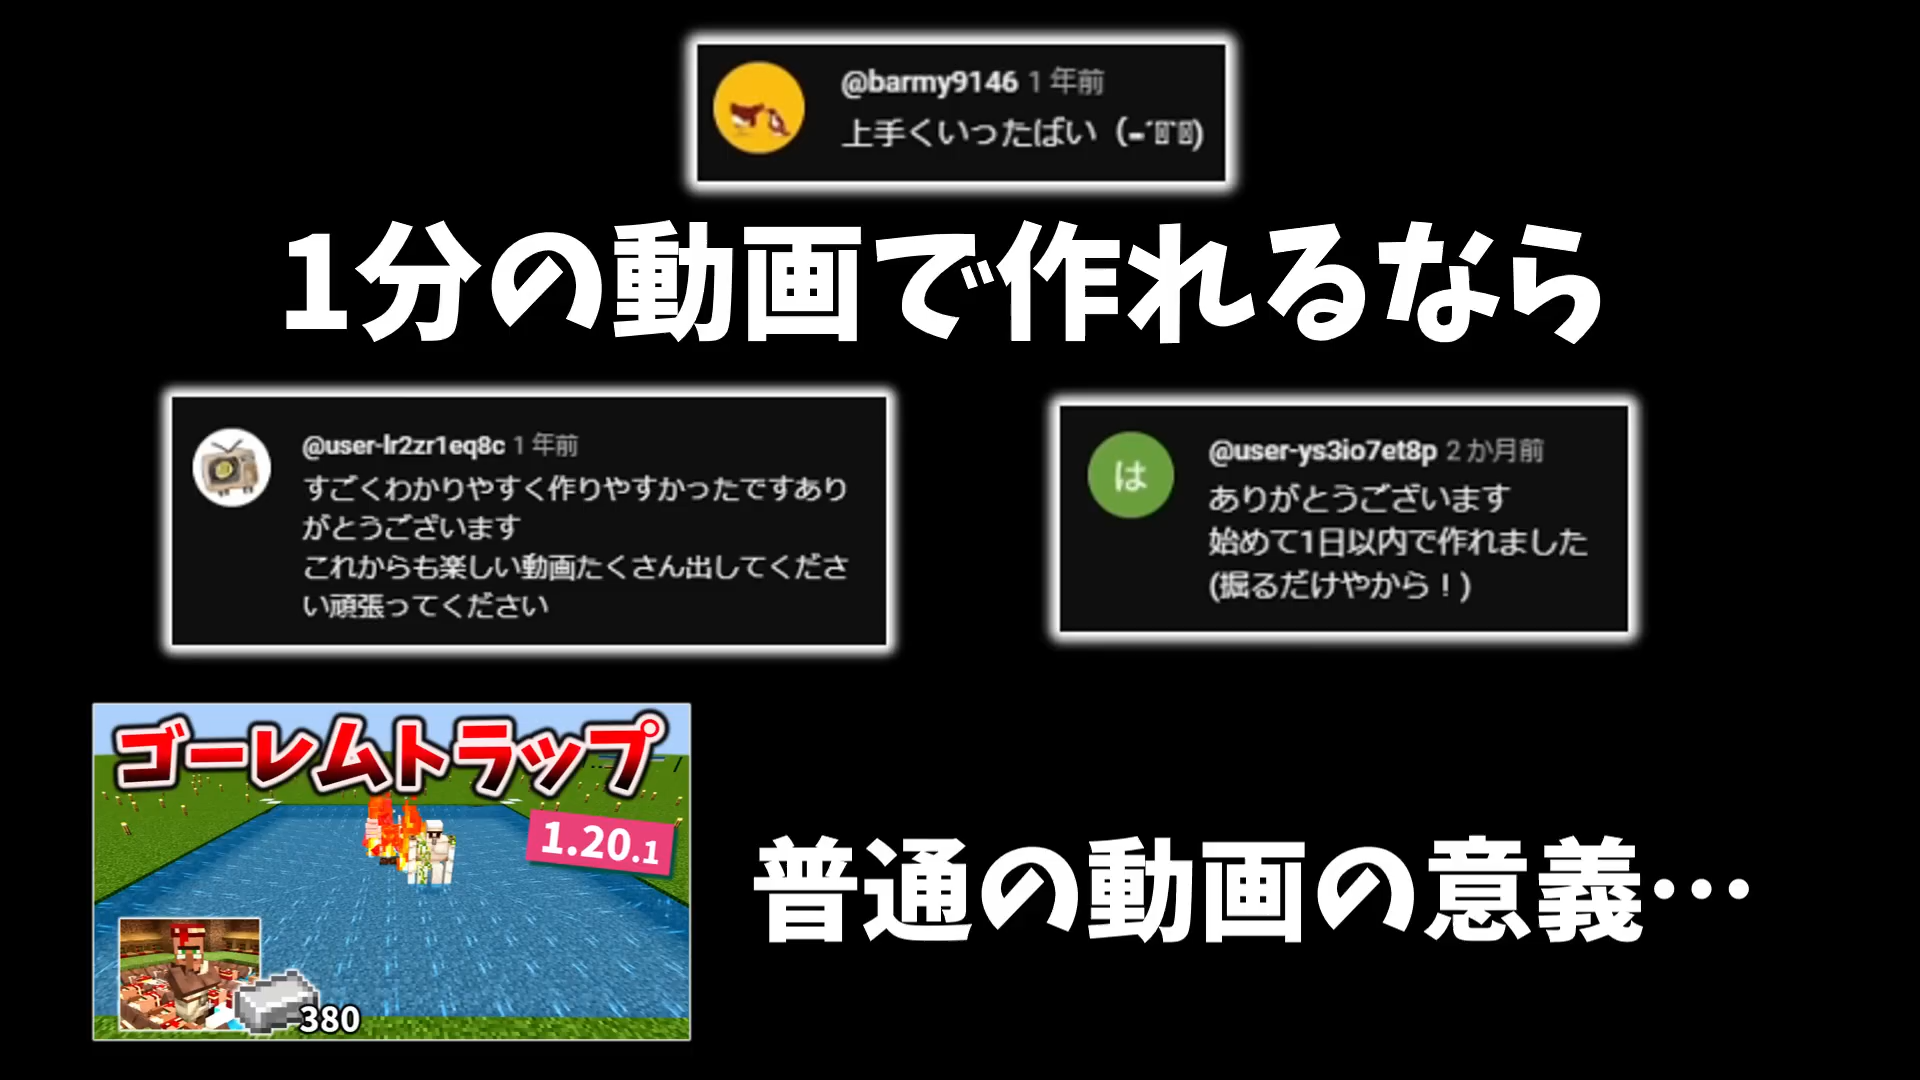 @barmy9146 1 年前
上手くいったばい
1分の動画で作れるなら
@user-lr2zr1eq8c 1 年前
すごくわかりやすく作りやすかったですあり
がとうございます
これからも楽しい動画たくさん出してくださ
い頑張ってください
は
@user-ys3io7et8p 2 か月前
ありがとうございます
始めて1日以内で作れました
(掘るだけやから！)
ゴーレムトラップ
1.20.1
380
普通の動画の意義…